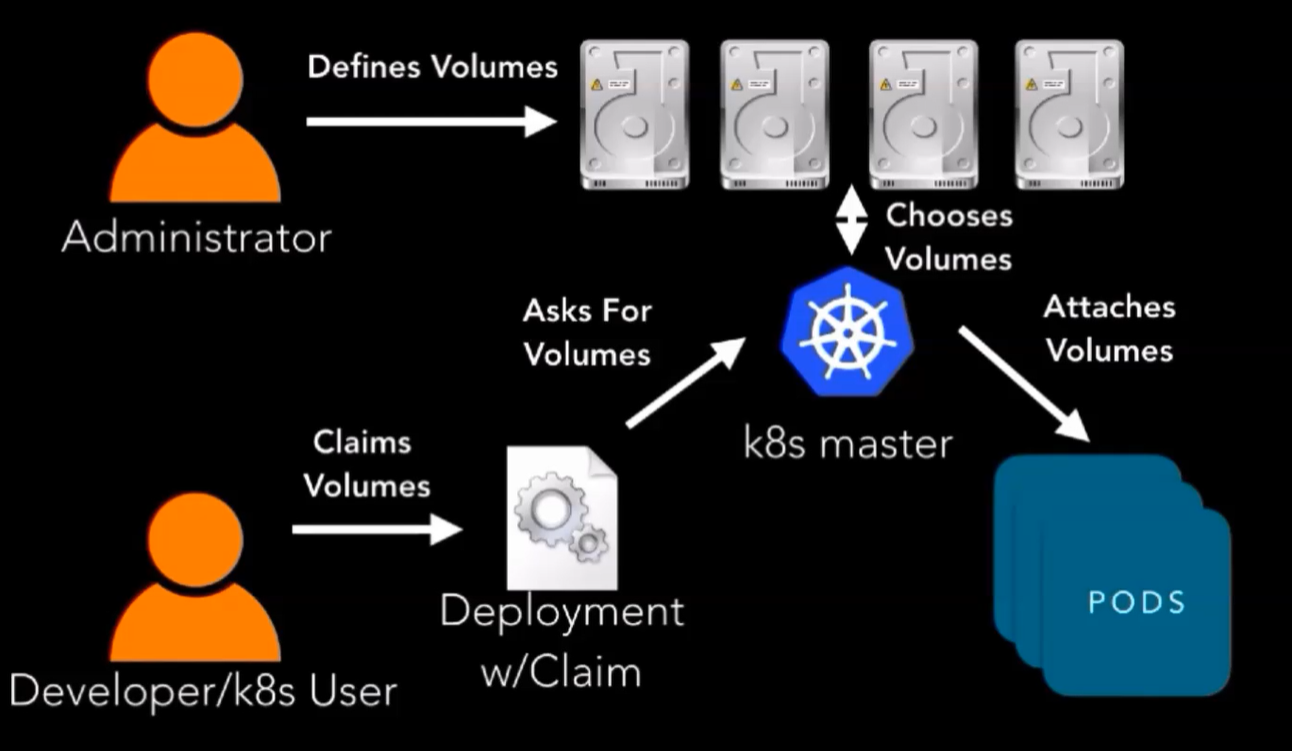 Defines Volumes
Administrator
Chooses
Volumes
Asks For
Volumes
Attaches
Volumes
k8s master
Claims
Volumes
Deployment
w/Claim
PODS
Developer/k8s User